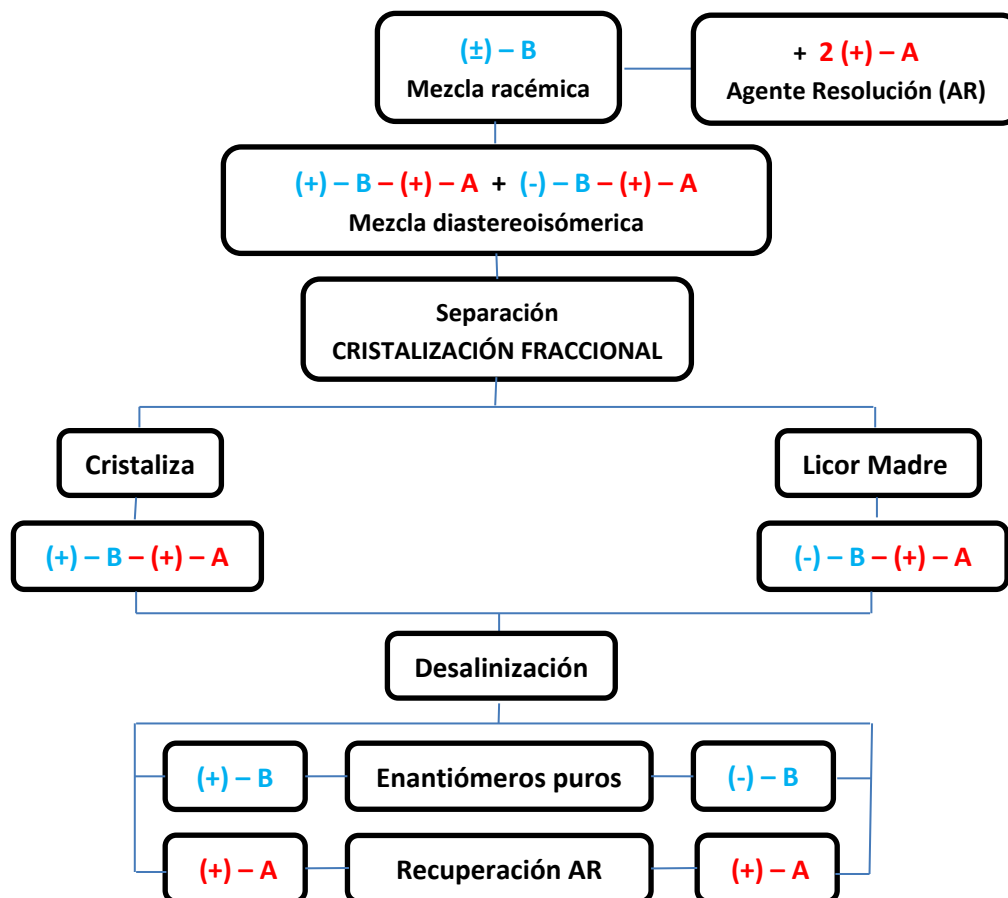 (±) – B
Mezcla racémica
+ 2 (+) – A
Agente Resolución (AR)
(+) – B – (+) – A + (-) – B – (+) – A
Mezcla diastereoisómerica
Separación
CRISTALIZACIÓN FRACCIONAL
Cristaliza
Licor Madre
(+) – B – (+) – A
(-) – B – (+) – A
Desalinización
(+) – B
Enantiómeros puros
(-) – B
(+) – A
Recuperación AR
(+) – A